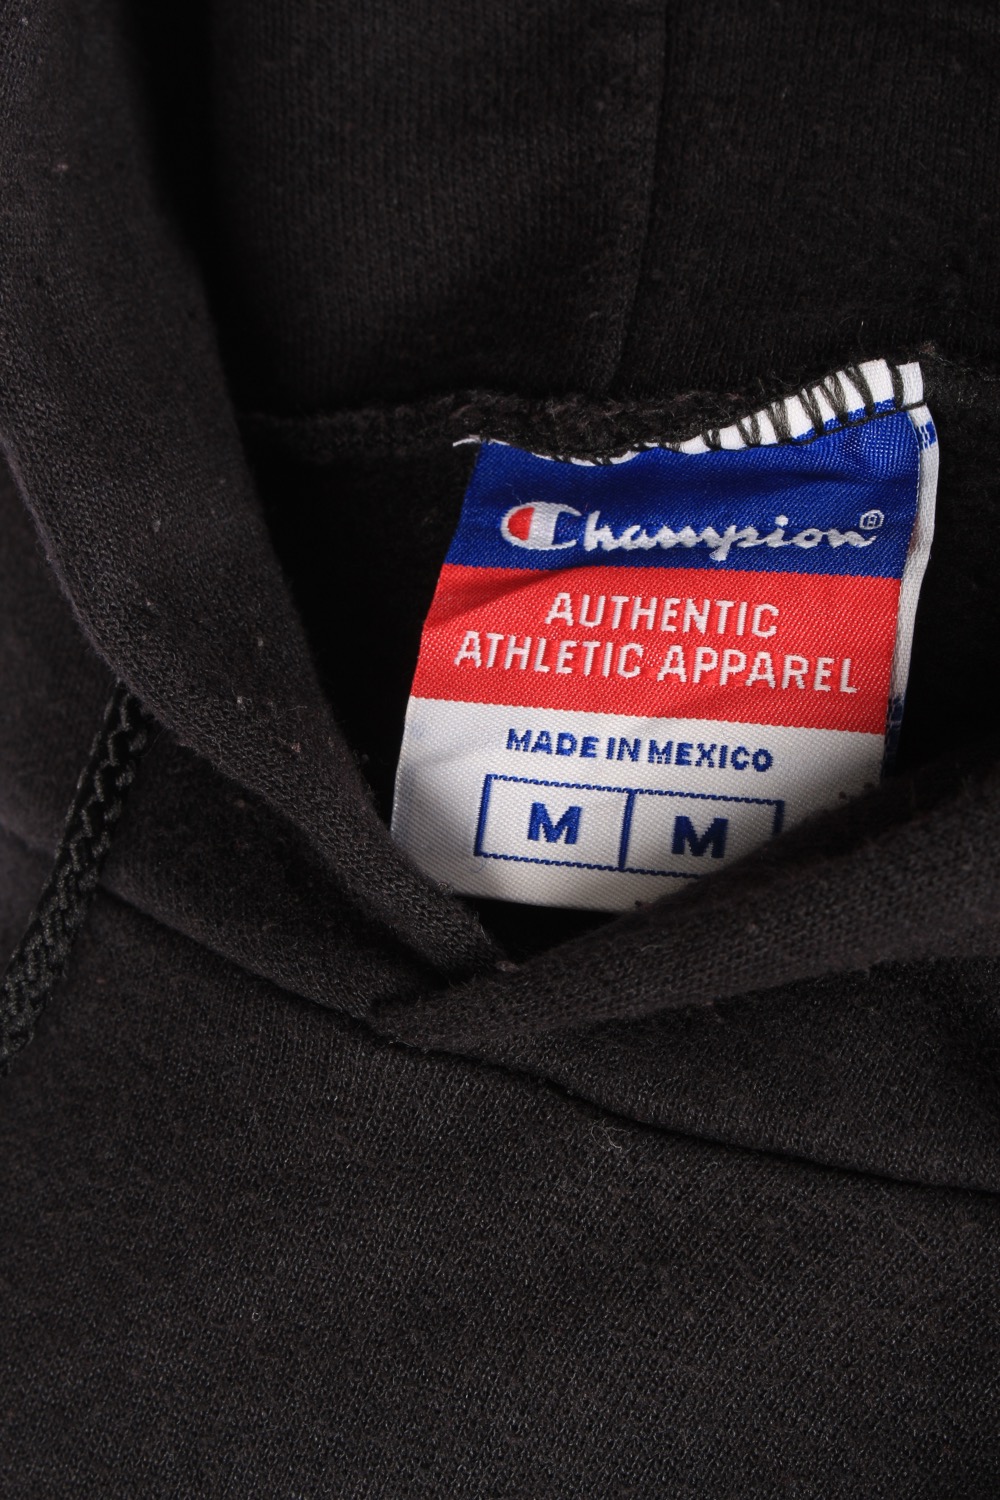 Champion®
AUTHENTIC
ATHLETIC APPAREL
MADE IN MEXICO
M M